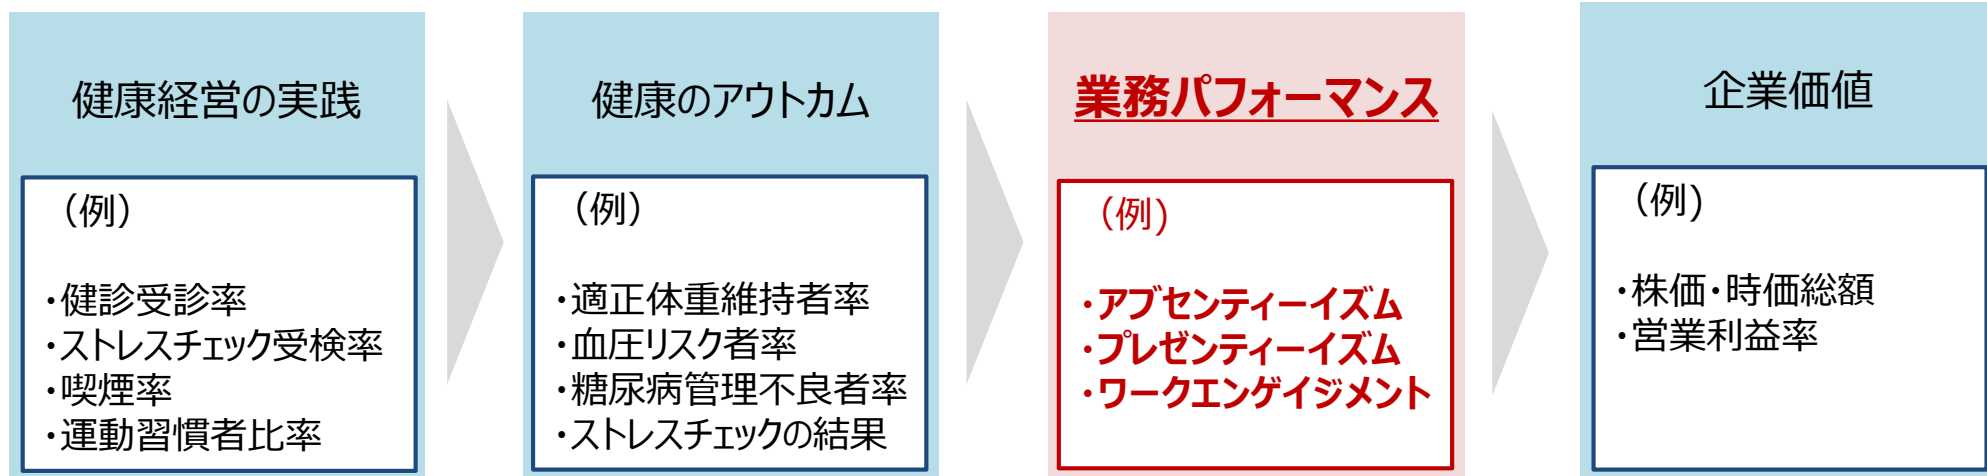 健康経営の実践
（例）
・健診受診率
・ストレスチェック受検率
・喫煙率
・運動習慣者比率
健康のアウトカム
（例）
・適正体重維持者率
・血圧リスク者率
・糖尿病管理不良者率
・ストレスチェックの結果
業務パフォーマンス
（例)
・アブセンティーイズム
・プレゼンティーイズム
・ワークエンゲイジメント
企業価値
（例)
・株価・時価総額
・営業利益率